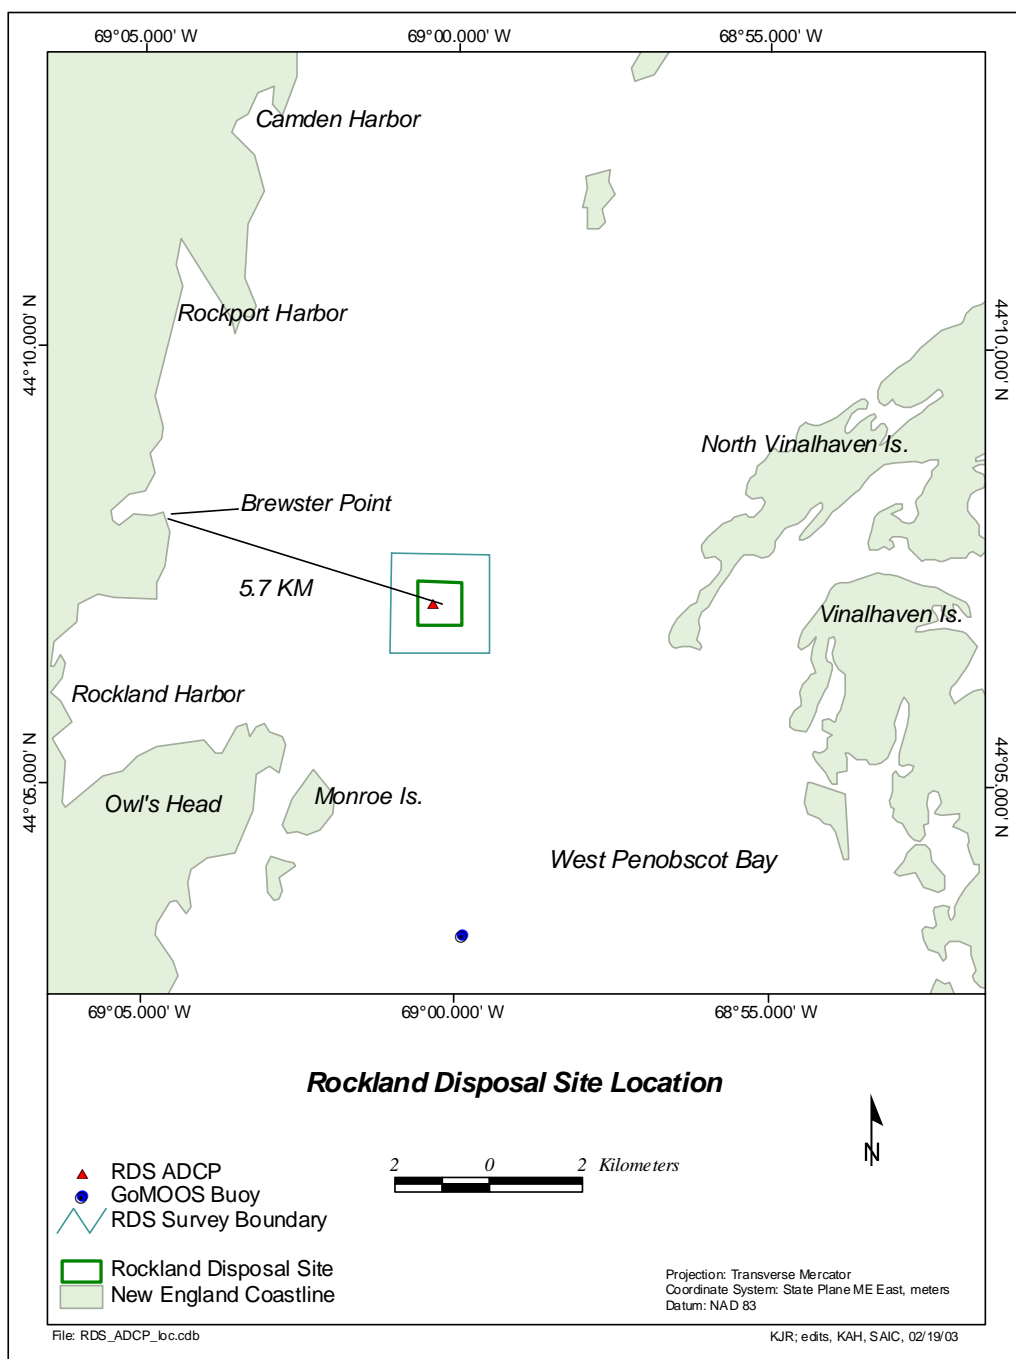 69°05.000' W
69°00.000' W
68°55.000' W
Camden Harbor
Rockport Harbor
44°10.000' N
44°10.000' N
North Vinalhaven Is.
Brewster Point
5.7 KM
Vinalhaven Is.
Rockland Harbor
44°05.000' N
44°05.000' N
Owl's Head
Monroe Is.
West Penobscot Bay
69°05.000' W
69°00.000' W
68°55.000' W
Rockland Disposal Site Location
N
2 0 2 Kilometers
RDS ADCP
GoMOOS Buoy
RDS Survey Boundary
Rockland Disposal Site
New England Coastline
Projection: Transverse Mercator
Coordinate System: State Plane ME East, meters
Datum: NAD 83
File: RDS_ADCP_loc.cdb
KJR; edits, KAH, SAIC, 02/19/03